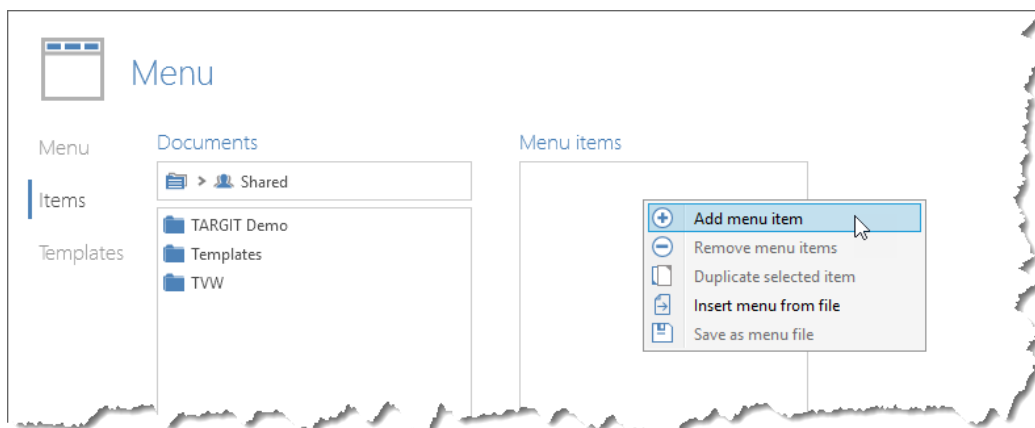 Menu
Menu
Items
Templates
Documents
> Shared
TARGIT Demo
Templates
TVW
Menu items
Add menu item
Remove menu items
Duplicate selected item
Insert menu from file
Save as menu file